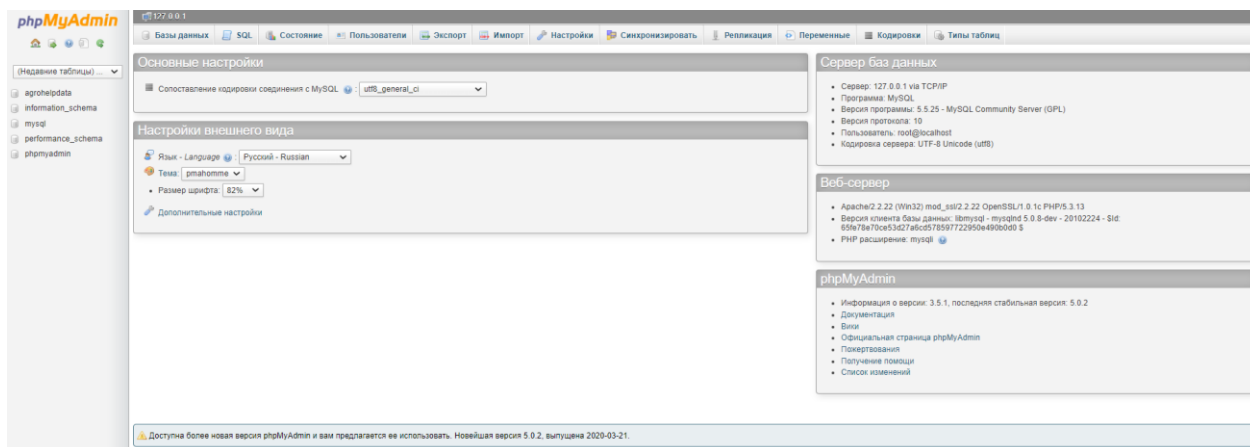 phpMyAdmin
(Недавние таблицы) ...
agrohelpdata
information_schema
mysql
performance_schema
phpmyadmin
127.0.0.1
Базы данных SQL Состояние Пользователи Экспорт Импорт Настройки Синхронизировать Репликация Переменные Кодировки Типы таблиц
Основные настройки
Сопоставление кодировки соединения с MySQL : utf8_general_ci
Настройки внешнего вида
Язык - Language : Русский - Russian
Тема: pmahomme
Размер шрифта: 82%
Дополнительные настройки
Сервер баз данных
Сервер: 127.0.0.1 via TCP/IP
Программа: MySQL
Версия программы: 5.5.25 - MySQL Community Server (GPL)
Версия протокола: 10
Пользователь: root@localhost
Кодировка сервера: UTF-8 Unicode (utf8)
Веб-сервер
Apache/2.2.22 (Win32) mod_ssl/2.2.22 OpenSSL/1.0.1c PHP/5.3.13
Версия клиента базы данных: libmysql - mysqlnd 5.0.8-dev - 20102224 - $Id:
65fe78e70ce53d27a6cd578597722950e490b0d0 $
PHP расширение: mysqli
phpMyAdmin
Информация о версии: 3.5.1, последняя стабильная версия: 5.0.2
Документация
Вики
Официальная страница phpMyAdmin
Пожертвования
Получение помощи
Список изменений
Доступна более новая версия phpMyAdmin и вам предлагается ее использовать. Новейшая версия 5.0.2, выпущена 2020-03-21.